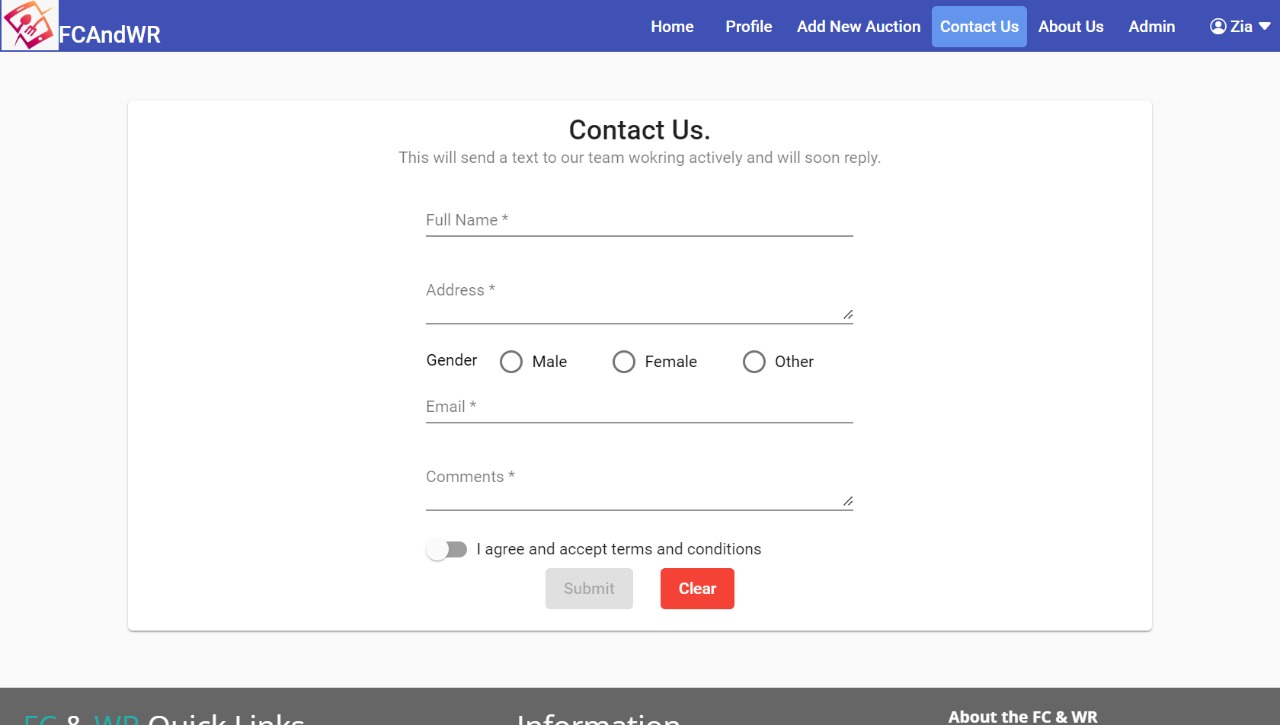 FCAndWR Home Profile Add New Auction Contact Us About Us Admin Zia
Contact Us.
This will send a text to our team wokring actively and will soon reply.
Full Name *
Address *
Gender Male Female Other
Email *
Comments *
I agree and accept terms and conditions
Submit Clear
FC & WR Quick Links Information About the FC & WR